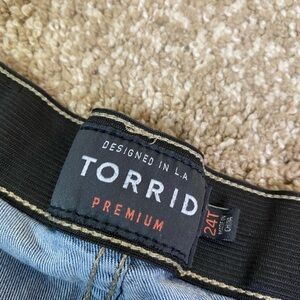 DESIGNED IN L.A
TORRID
PREMIUM
24T